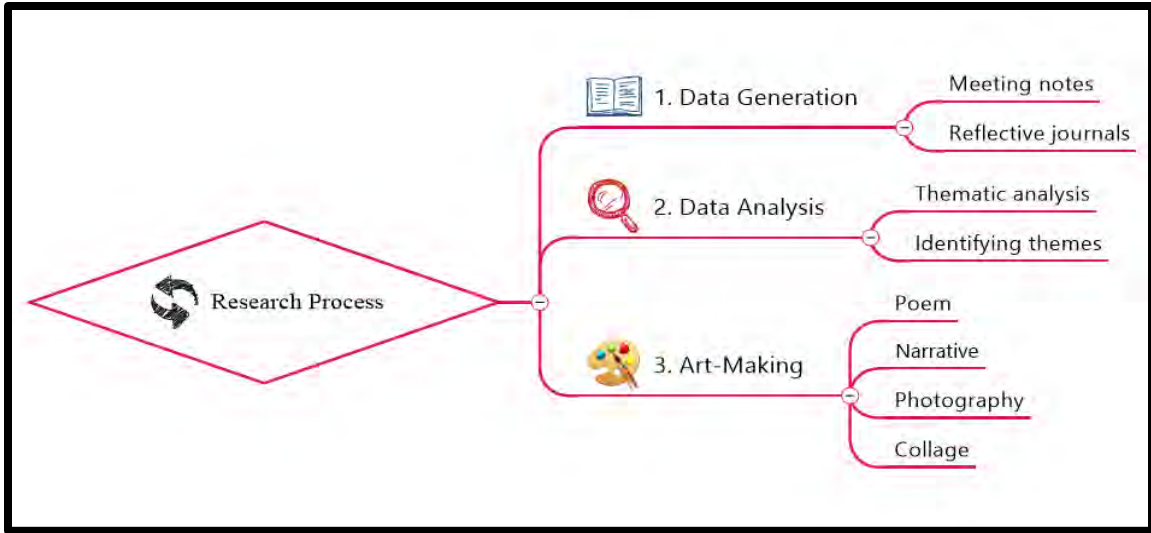 Research Process
1. Data Generation
Meeting notes
Reflective journals
2. Data Analysis
Thematic analysis
Identifying themes
3. Art-Making
Poem
Narrative
Photography
Collage